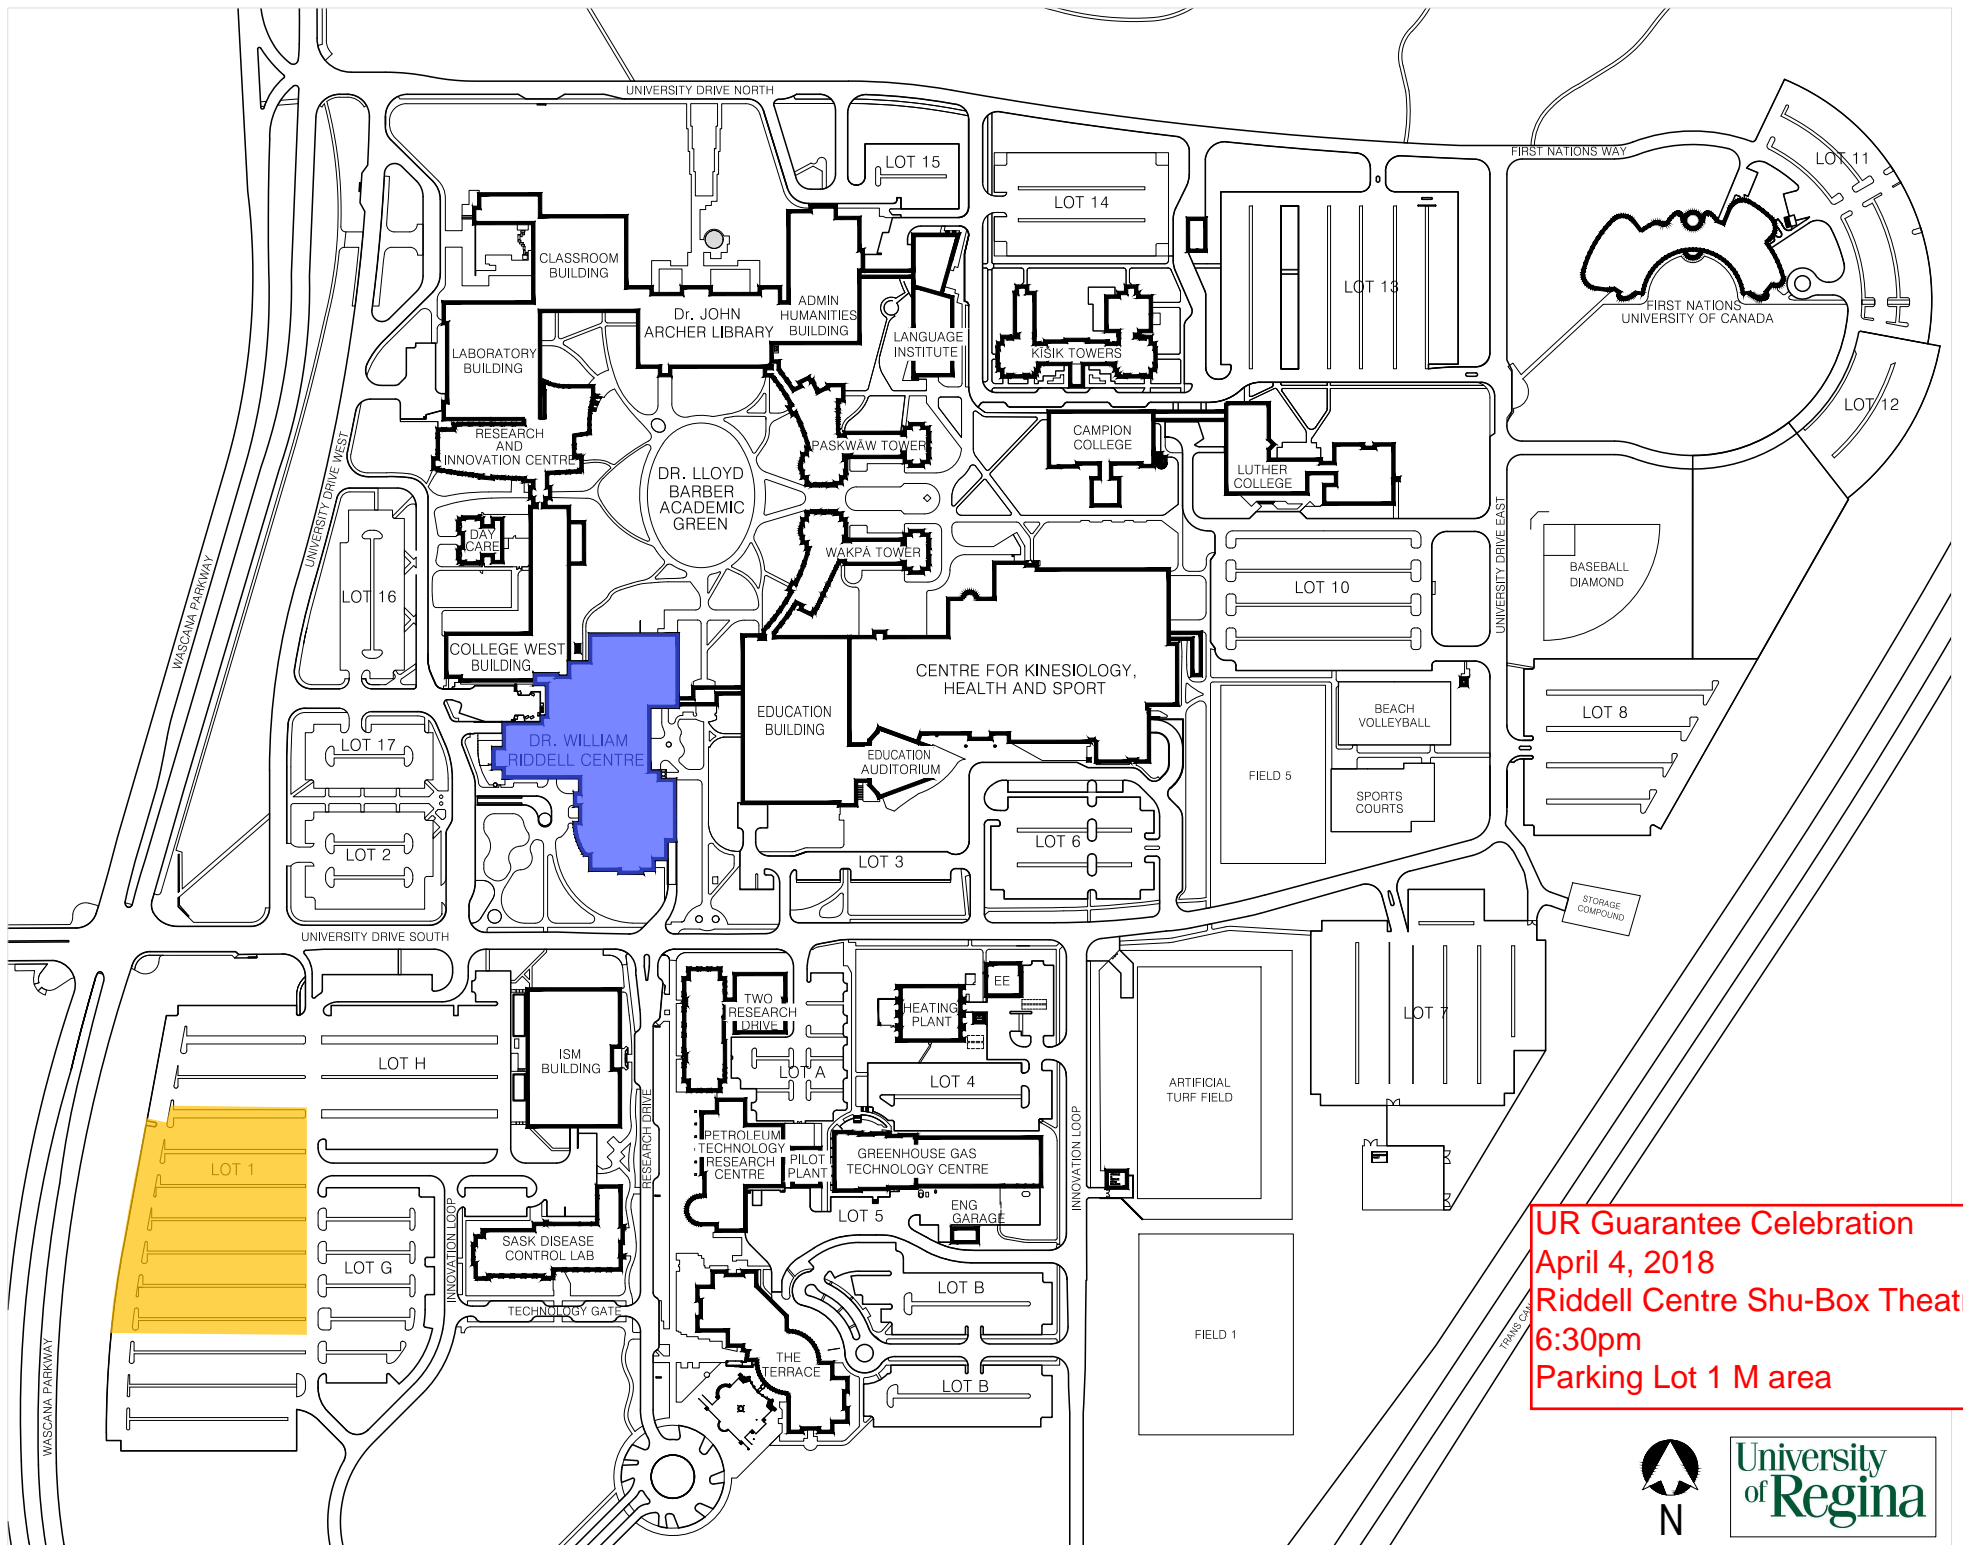 UNIVERSITY DRIVE NORTH
FIRST NATIONS WAY
LOT 11
LOT 15
LOT 14
CLASSROOM
BUILDING
LOT 13
ADMIN
HUMANITIES
BUILDING
Dr. JOHN
ARCHER LIBRARY
FIRST NATIONS
UNIVERSITY OF CANADA
LANGUAGE
INSTITUTE
KĪSIK TOWERS
LABORATORY
BUILDING
LOT 12
RESEARCH
AND
INNOVATION CENTRE
PASKWĀW TOWER
CAMPION
COLLEGE
LUTHER
COLLEGE
DR. LLOYD
BARBER
ACADEMIC
GREEN
UNIVERSITY DRIVE WEST
UNIVERSITY DRIVE EAST
DAY
CARE
WAKPĀ TOWER
BASEBALL
DIAMOND
LOT 10
LOT 16
WASCANA PARKWAY
COLLEGE WEST
BUILDING
CENTRE FOR KINESIOLOGY,
HEALTH AND SPORT
EDUCATION
BUILDING
BEACH
VOLLEYBALL
LOT 8
LOT 17
DR. WILLIAM
RIDDELL CENTRE
EDUCATION
AUDITORIUM
FIELD 5
SPORTS
COURTS
LOT 2
LOT 3
LOT 6
STORAGE
COMPOUND
UNIVERSITY DRIVE SOUTH
TWO
RESEARCH
DRIVE
EE
HEATING
PLANT
LOT 7
LOT H
ISM
BUILDING
LOT A
LOT 4
ARTIFICIAL
TURF FIELD
RESEARCH DRIVE
INNOVATION LOOP
PETROLEUM
TECHNOLOGY
RESEARCH
CENTRE
PILOT
PLANT
GREENHOUSE GAS
TECHNOLOGY CENTRE
LOT 1
LOT 5
ENG
GARAGE
INNOVATION LOOP
SASK DISEASE
CONTROL LAB
LOT G
LOT B
TECHNOLOGY GATE
FIELD 1
THE
TERRACE
LOT B
WASCANA PARKWAY
TRANS CAN
UR Guarantee Celebration
April 4, 2018
Riddell Centre Shu-Box Theat
6:30pm
Parking Lot 1 M area
N
University
of Regina